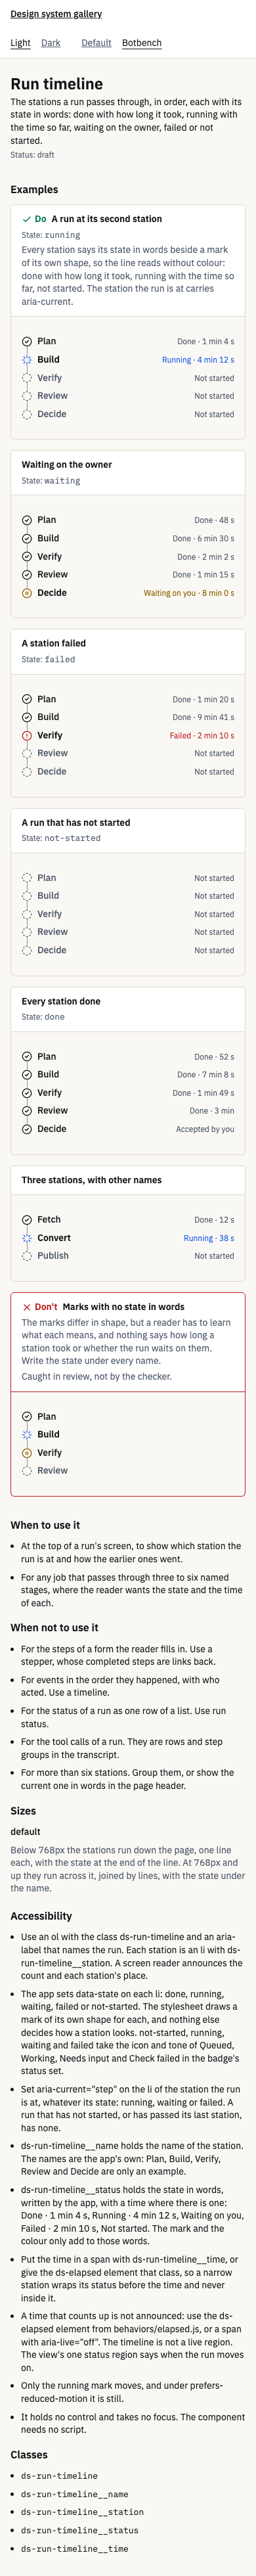 Design system gallery
Light Dark Default Botbench
Run timeline
The stations a run passes through, in order, each with its
state in words: done with how long it took, running with
the time so far, waiting on the owner, failed or not
started.
Status: draft
Examples
Do A run at its second station
State: running
Every station says its state in words beside a mark
of its own shape, so the line reads without colour:
done with how long it took, running with the time so
far, not started. The station the run is at carries
aria-current.
Plan Done · 1 min 4 s
Build Running · 4 min 12 s
Verify Not started
Review Not started
Decide Not started
Waiting on the owner
State: waiting
Plan Done · 48 s
Build Done · 6 min 30 s
Verify Done · 2 min 2 s
Review Done · 1 min 15 s
Decide Waiting on you · 8 min 0 s
A station failed
State: failed
Plan Done · 1 min 20 s
Build Done · 9 min 41 s
Verify Failed · 2 min 10 s
Review Not started
Decide Not started
A run that has not started
State: not-started
Plan Not started
Build Not started
Verify Not started
Review Not started
Decide Not started
Every station done
State: done
Plan Done · 52 s
Build Done · 7 min 8 s
Verify Done · 1 min 49 s
Review Done · 3 min
Decide Accepted by you
Three stations, with other names
Fetch Done · 12 s
Convert Running · 38 s
Publish Not started
Don't Marks with no state in words
The marks differ in shape, but a reader has to learn
what each means, and nothing says how long a
station took or whether the run waits on them.
Write the state under every name.
Caught in review, not by the checker.
Plan
Build
Verify
Review
When to use it
At the top of a run's screen, to show which station the
run is at and how the earlier ones went.
For any job that passes through three to six named
stages, where the reader wants the state and the time
of each.
When not to use it
For the steps of a form the reader fills in. Use a
stepper, whose completed steps are links back.
For events in the order they happened, with who
acted. Use a timeline.
For the status of a run as one row of a list. Use run
status.
For the tool calls of a run. They are rows and step
groups in the transcript.
For more than six stations. Group them, or show the
current one in words in the page header.
Sizes
default
Below 768px the stations run down the page, one line
each, with the state at the end of the line. At 768px and
up they run across it, joined by lines, with the state under
the name.
Accessibility
Use an ol with the class ds-run-timeline and an aria-
label that names the run. Each station is an li with ds-
run-timeline__station. A screen reader announces the
count and each station's place.
The app sets data-state on each li: done, running,
waiting, failed or not-started. The stylesheet draws a
mark of its own shape for each, and nothing else
decides how a station looks. not-started, running,
waiting and failed take the icon and tone of Queued,
Working, Needs input and Check failed in the badge's
status set.
Set aria-current="step" on the li of the station the run
is at, whatever its state: running, waiting or failed. A
run that has not started, or has passed its last station,
has none.
ds-run-timeline__name holds the name of the station.
The names are the app's own: Plan, Build, Verify,
Review and Decide are only an example.
ds-run-timeline__status holds the state in words,
written by the app, with a time where there is one:
Done · 1 min 4 s, Running · 4 min 12 s, Waiting on you,
Failed · 2 min 10 s, Not started. The mark and the
colour only add to those words.
Put the time in a span with ds-run-timeline__time, or
give the ds-elapsed element that class, so a narrow
station wraps its status before the time and never
inside it.
A time that counts up is not announced: use the ds-
elapsed element from behaviors/elapsed.js, or a span
with aria-live="off". The timeline is not a live region.
The view's one status region says when the run moves
on.
Only the running mark moves, and under prefers-
reduced-motion it is still.
It holds no control and takes no focus. The component
needs no script.
Classes
ds-run-timeline
ds-run-timeline__name
ds-run-timeline__station
ds-run-timeline__status
ds-run-timeline__time